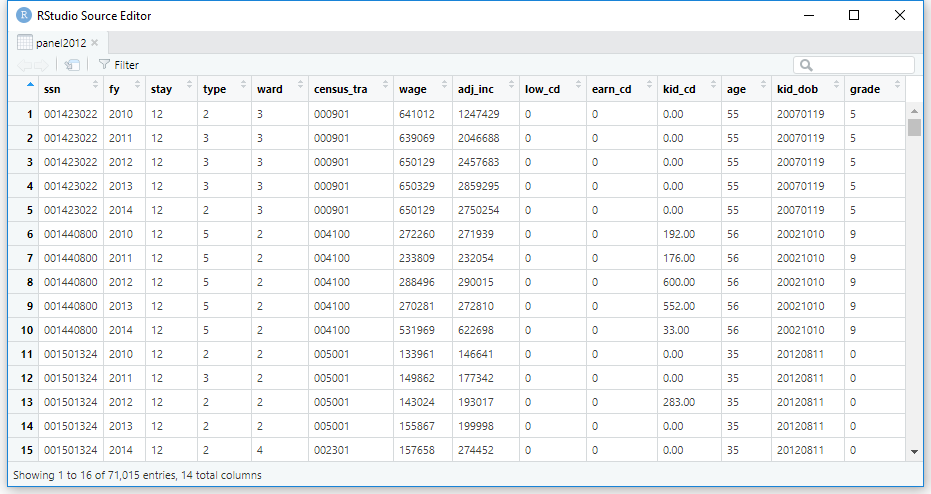 RStudio Source Editor
panel2012
Filter
ssn fy stay type ward census_tra wage adj_inc low_cd earn_cd kid_cd age kid_dob grade
1 001423022 2010 12 2 3 000901 641012 1247429 0 0 0.00 55 20070119 5
2 001423022 2011 12 3 3 000901 639069 2046688 0 0 0.00 55 20070119 5
3 001423022 2012 12 3 3 000901 650129 2457683 0 0 0.00 55 20070119 5
4 001423022 2013 12 3 3 000901 650329 2859295 0 0 0.00 55 20070119 5
5 001423022 2014 12 2 3 000901 650129 2750254 0 0 0.00 55 20070119 5
6 001440800 2010 12 5 2 004100 272260 271939 0 0 192.00 56 20021010 9
7 001440800 2011 12 5 2 004100 233809 232054 0 0 176.00 56 20021010 9
8 001440800 2012 12 5 2 004100 288496 290015 0 0 600.00 56 20021010 9
9 001440800 2013 12 5 2 004100 270281 272810 0 0 552.00 56 20021010 9
10 001440800 2014 12 5 2 004100 531969 622698 0 0 33.00 56 20021010 9
11 001501324 2010 12 2 2 005001 133961 146641 0 0 0.00 35 20120811 0
12 001501324 2011 12 3 2 005001 149862 177342 0 0 0.00 35 20120811 0
13 001501324 2012 12 2 2 005001 143024 193017 0 0 283.00 35 20120811 0
14 001501324 2013 12 2 2 005001 155867 199998 0 0 0.00 35 20120811 0
15 001501324 2014 12 2 4 002301 157658 274452 0 0 0.00 35 20120811 0
Showing 1 to 16 of 71,015 entries, 14 total columns